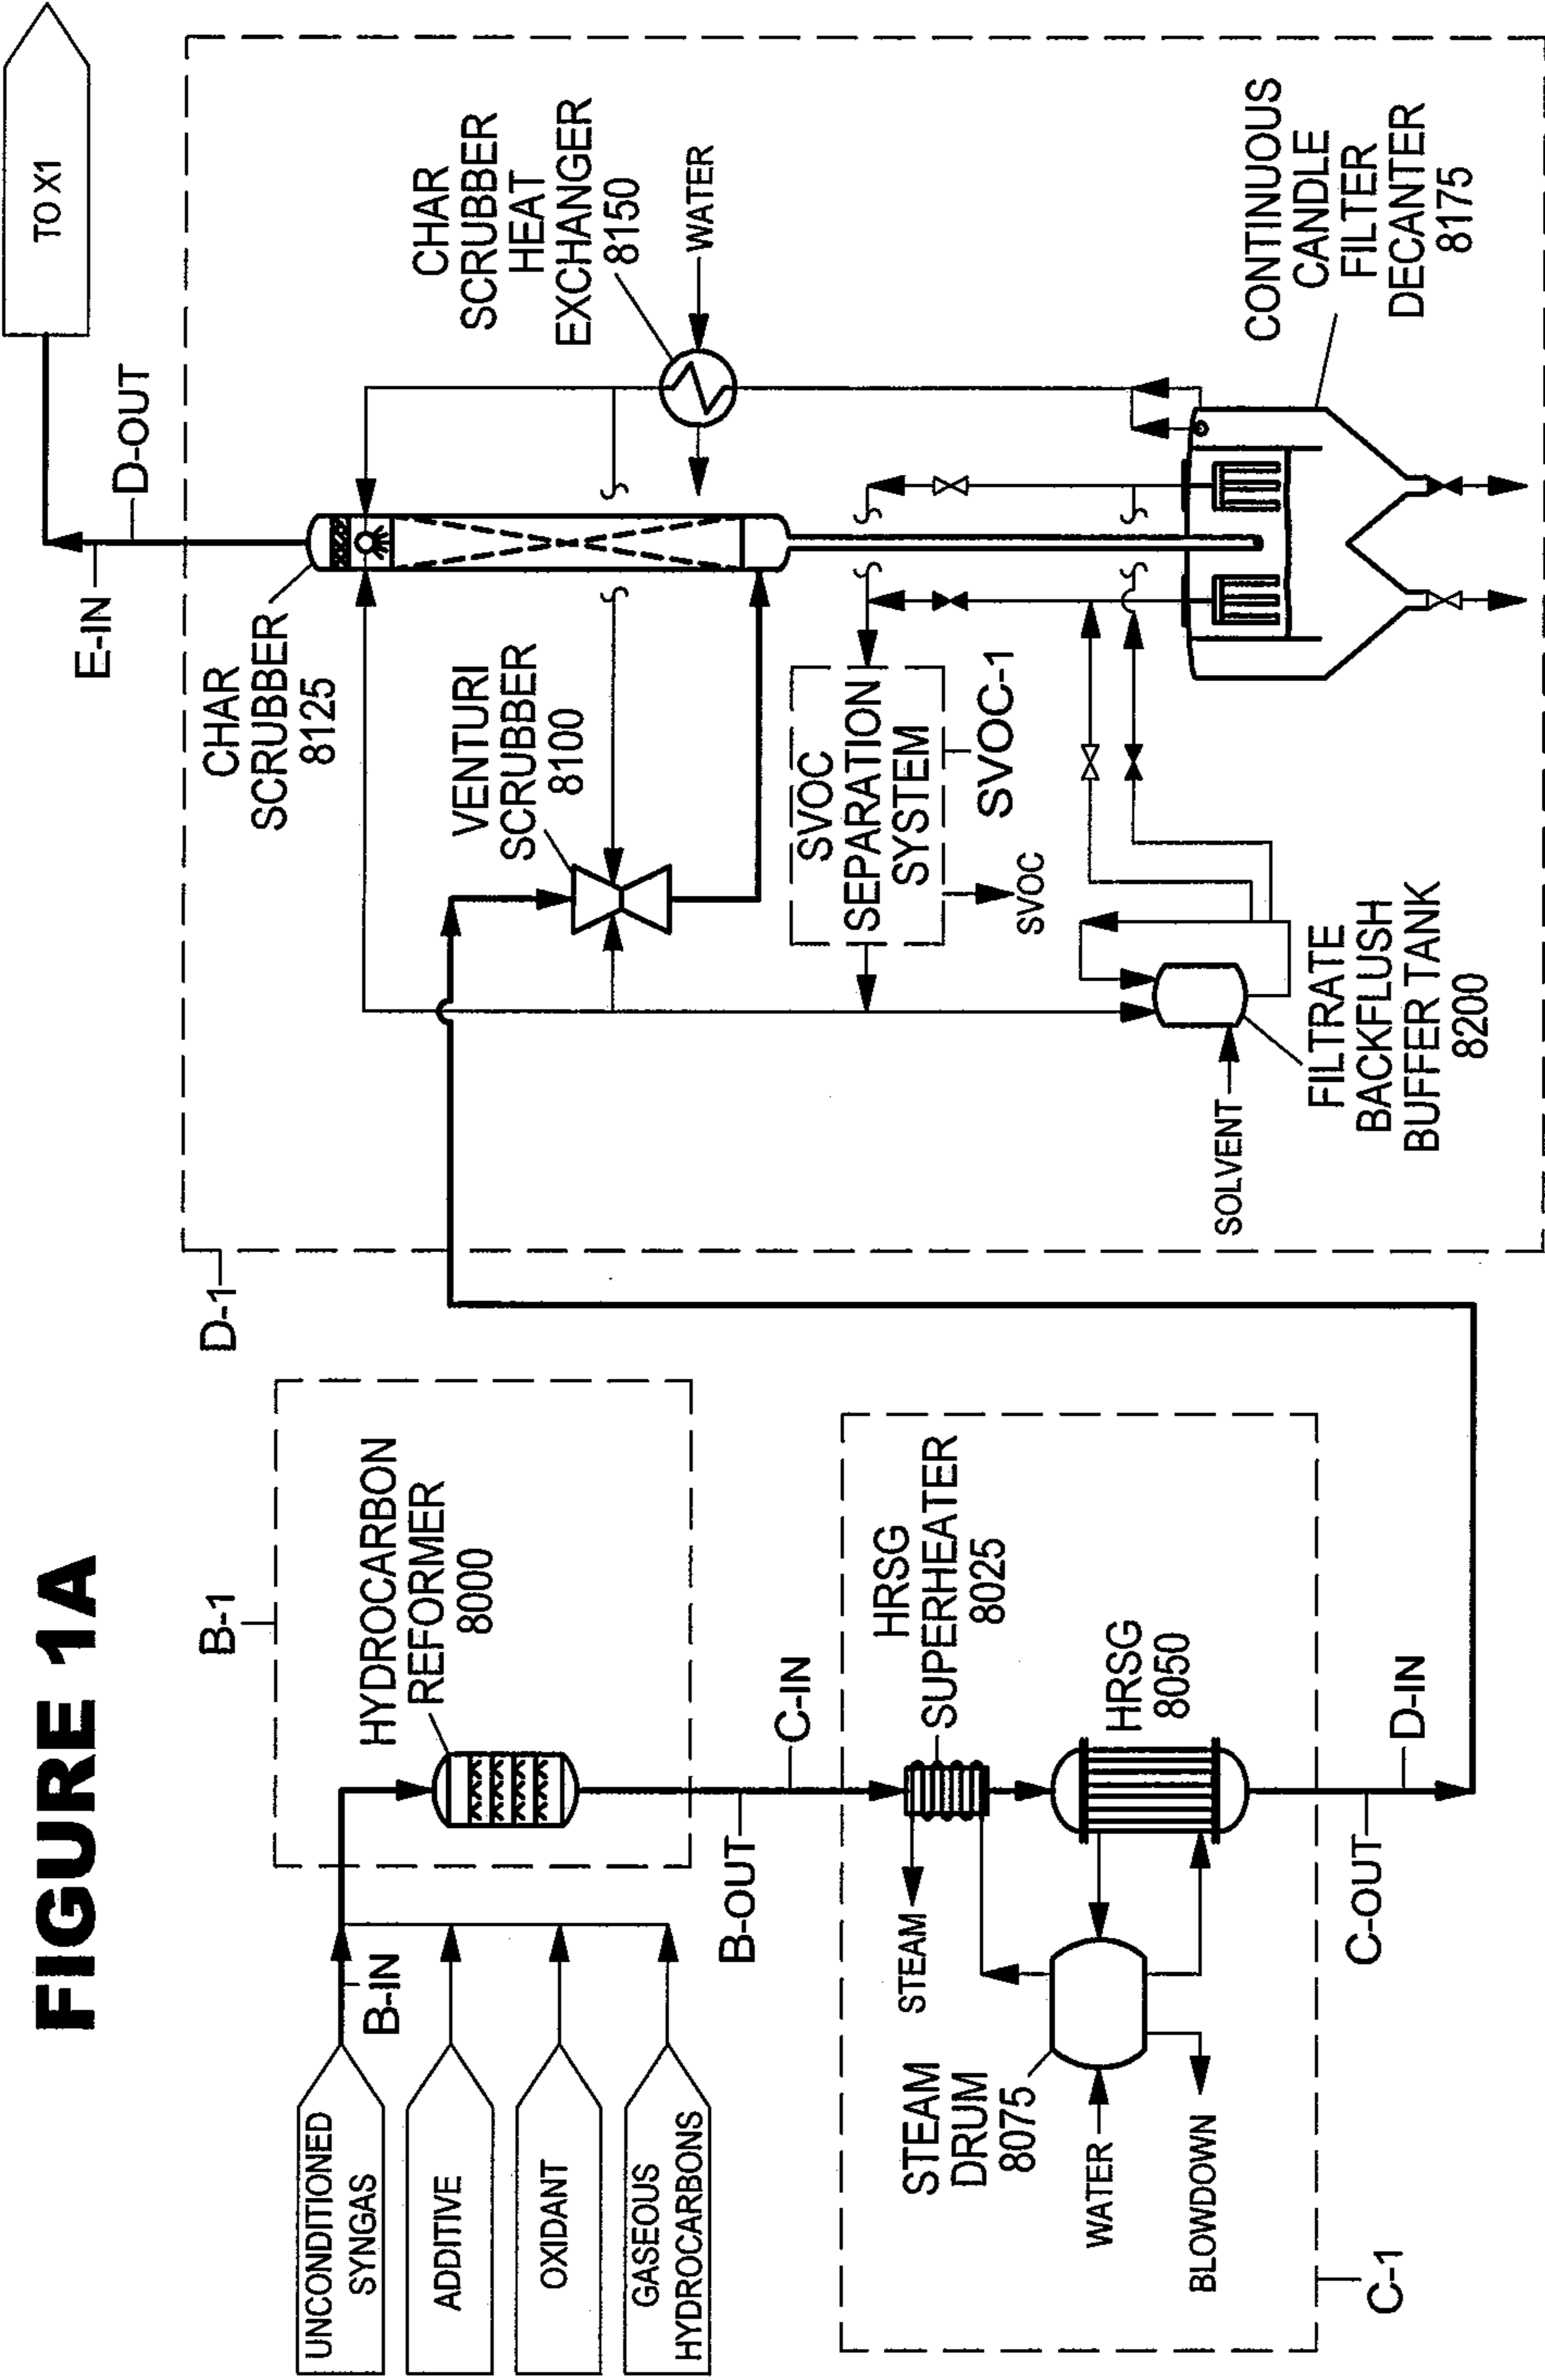 FIGURE 1A
UNCONDITIONED
SYNGAS
ADDITIVE
OXIDANT
GASEOUS
HYDROCARBONS
B-IN
B-1
HYDROCARBON
REFORMER
8000
B-OUT
C-IN
HRSG
SUPERHEATER
8025
STEAM
HRSG
8050
STEAM
DRUM
8075
WATER
BLOWDOWN
C-1
C-OUT
D-IN
D-1
TO X1
E-IN
D-OUT
CHAR
SCRUBBER
8125
VENTURI
SCRUBBER
8100
CHAR
SCRUBBER
HEAT
EXCHANGER
8150
WATER
SVOC
SEPARATION
SYSTEM
SVOC-1
SVOC
SOLVENT
FILTRATE
BACKFLUSH
BUFFER TANK
8200
CONTINUOUS
CANDLE
FILTER
DECANTER
8175